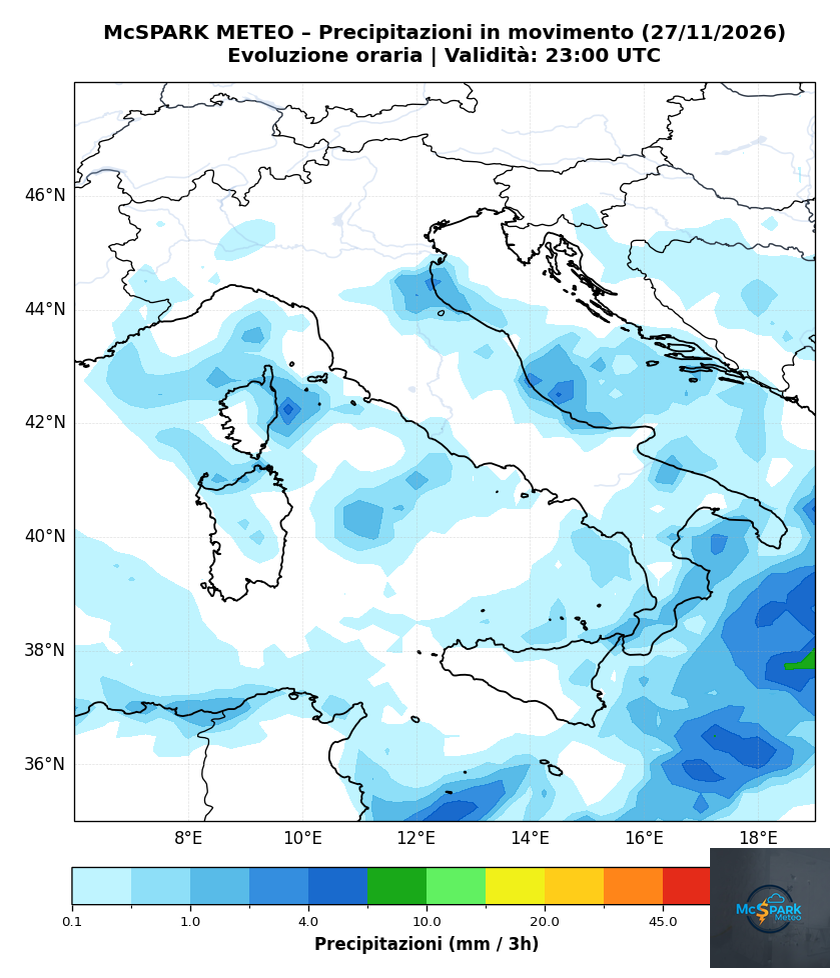 McSPARK METEO – Precipitazioni in movimento (27/11/2026)
Evoluzione oraria | Validità: 23:00 UTC
46°N
44°N
42°N
40°N
38°N
36°N
8°E 10°E 12°E 14°E 16°E 18°E
0.1 1.0 4.0 10.0 20.0 45.0
Precipitazioni (mm / 3h)
McSPARK
Meteo